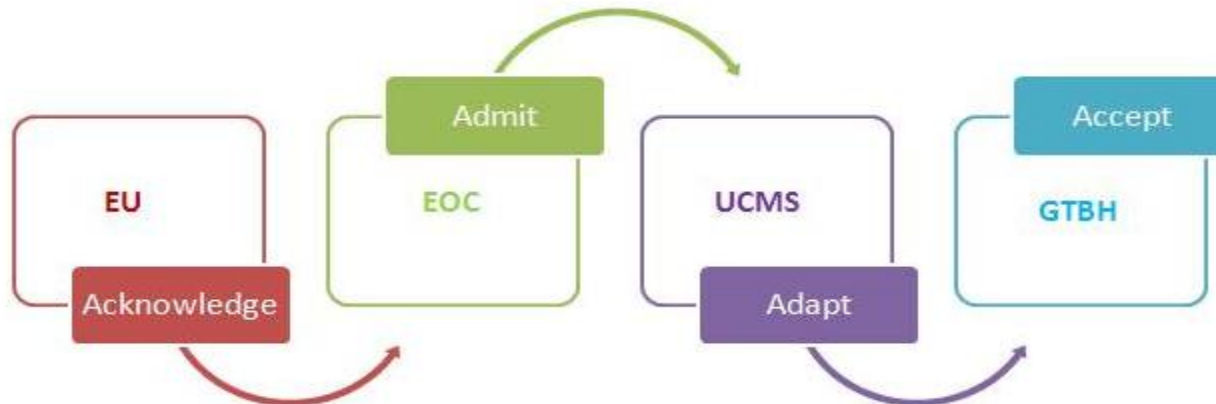 EU
Acknowledge
Admit
EOC
UCMS
Adapt
Accept
GTBH